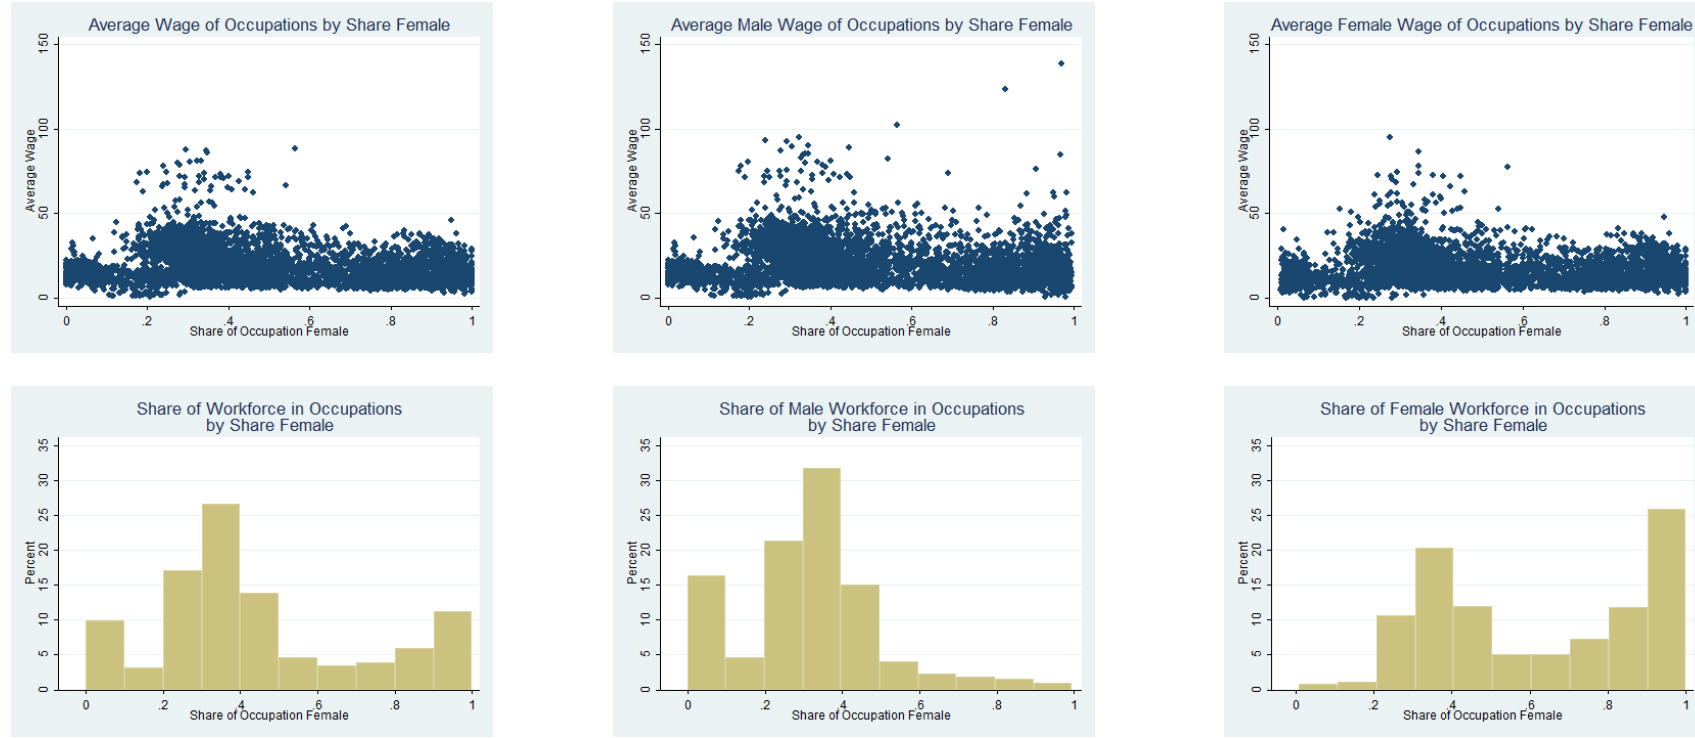 Average Wage of Occupations by Share Female
150
100
50
0
Average Wage
0 .2 .4 .6 .8 1
Share of Occupation Female
Average Male Wage of Occupations by Share Female
150
100
50
0
Average Wage
0 .2 .4 .6 .8 1
Share of Occupation Female
Average Female Wage of Occupations by Share Female
150
100
50
0
Average Wage
0 .2 .4 .6 .8 1
Share of Occupation Female
Share of Workforce in Occupations
by Share Female
35
30
25
20
15
10
5
0
Percent
0 .2 .4 .6 .8 1
Share of Occupation Female
Share of Male Workforce in Occupations
by Share Female
35
30
25
20
15
10
5
0
Percent
0 .2 .4 .6 .8 1
Share of Occupation Female
Share of Female Workforce in Occupations
by Share Female
35
30
25
20
15
10
5
0
Percent
0 .2 .4 .6 .8 1
Share of Occupation Female